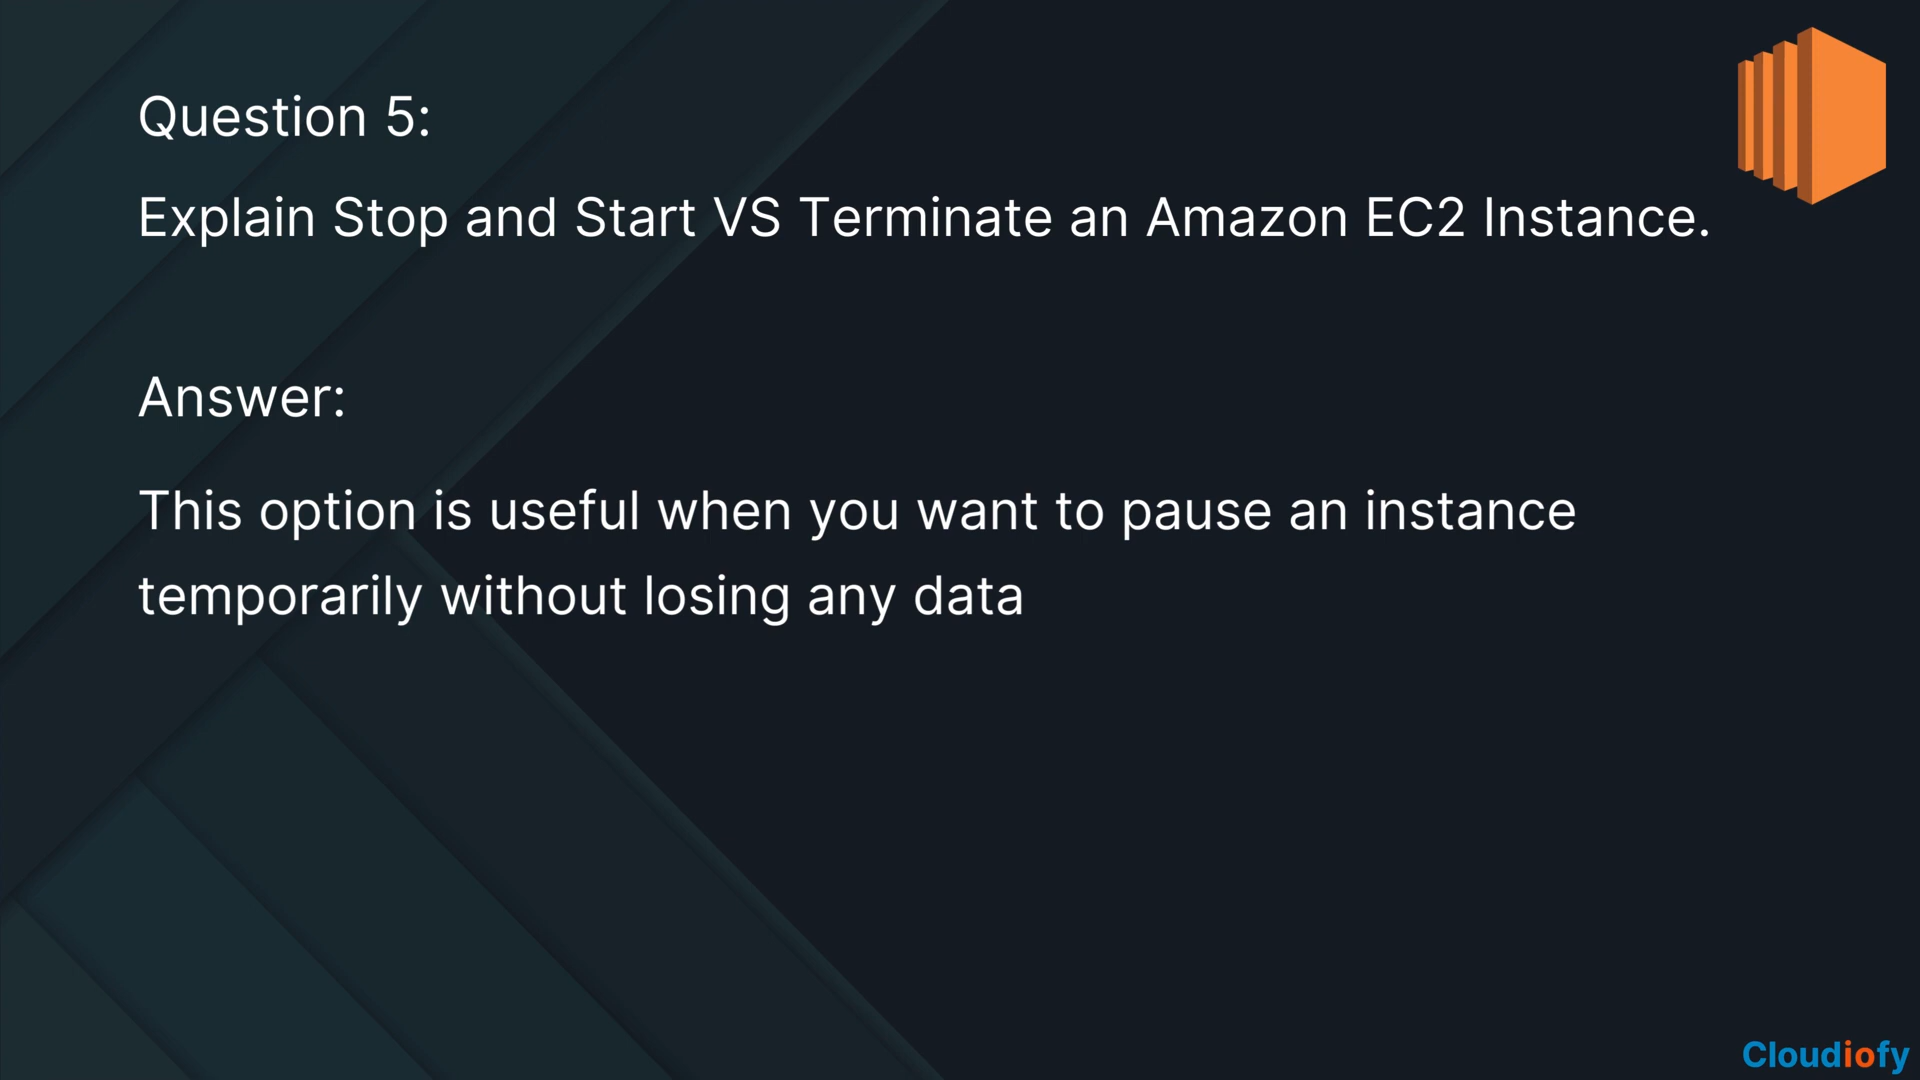 Question 5:
Explain Stop and Start VS Terminate an Amazon EC2 Instance.
Answer:
This option is useful when you want to pause an instance
temporarily without losing any data
Cloudiofy